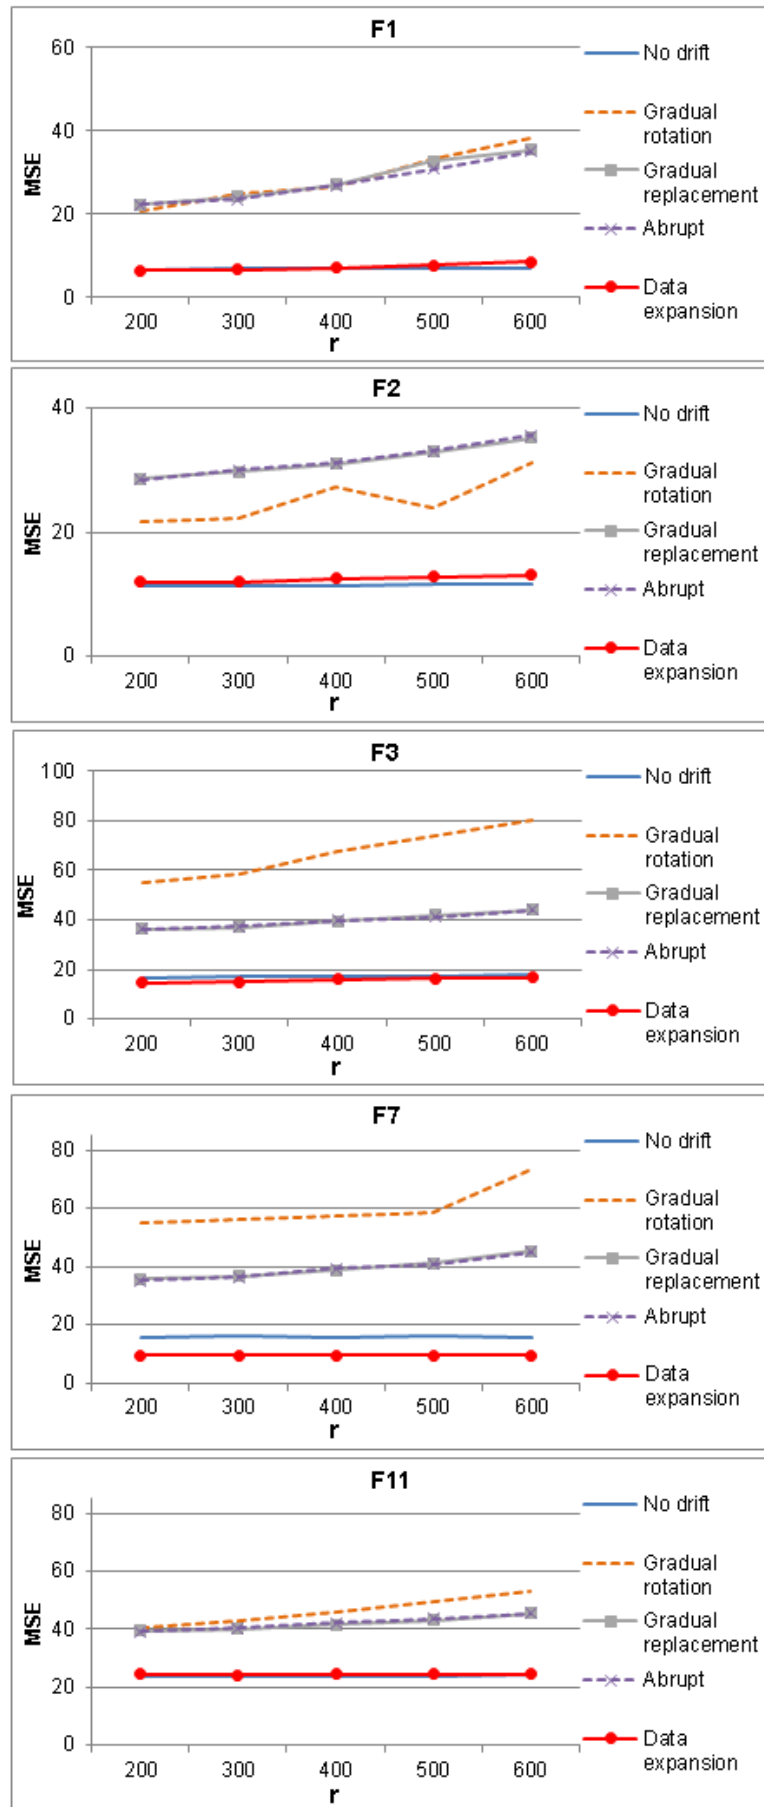 F1
60
40
20
0
MSE
200 300 400 500 600
r
No drift
Gradual
rotation
Gradual
replacement
Abrupt
Data
expansion
F2
40
20
0
MSE
200 300 400 500 600
r
No drift
Gradual
rotation
Gradual
replacement
Abrupt
Data
expansion
F3
100
80
60
40
20
0
MSE
200 300 400 500 600
r
No drift
Gradual
rotation
Gradual
replacement
Abrupt
Data
expansion
F7
80
60
40
20
0
MSE
200 300 400 500 600
r
No drift
Gradual
rotation
Gradual
replacement
Abrupt
Data
expansion
F11
80
60
40
20
0
MSE
200 300 400 500 600
r
No drift
Gradual
rotation
Gradual
replacement
Abrupt
Data
expansion